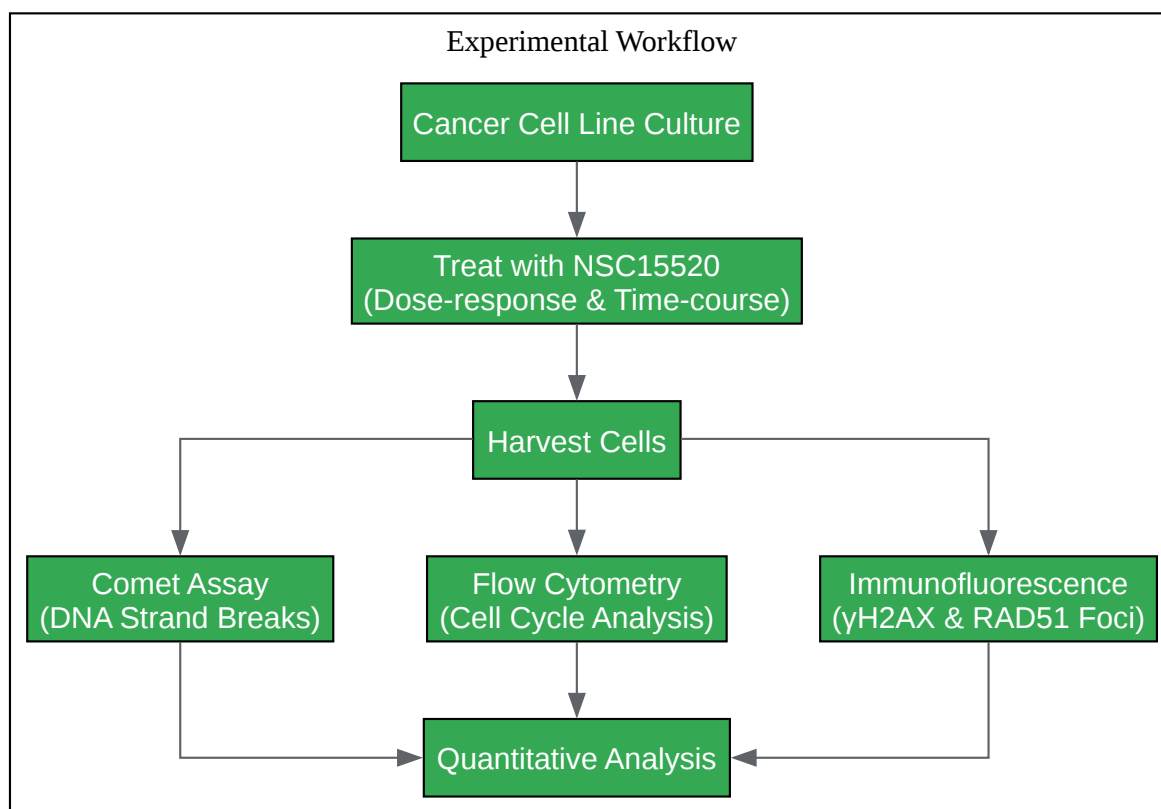 Experimental Workflow
Cancer Cell Line Culture
Treat with NSC15520
(Dose-response & Time-course)
Harvest Cells
Comet Assay
(DNA Strand Breaks)
Flow Cytometry
(Cell Cycle Analysis)
Immunofluorescence
(γH2AX & RAD51 Foci)
Quantitative Analysis